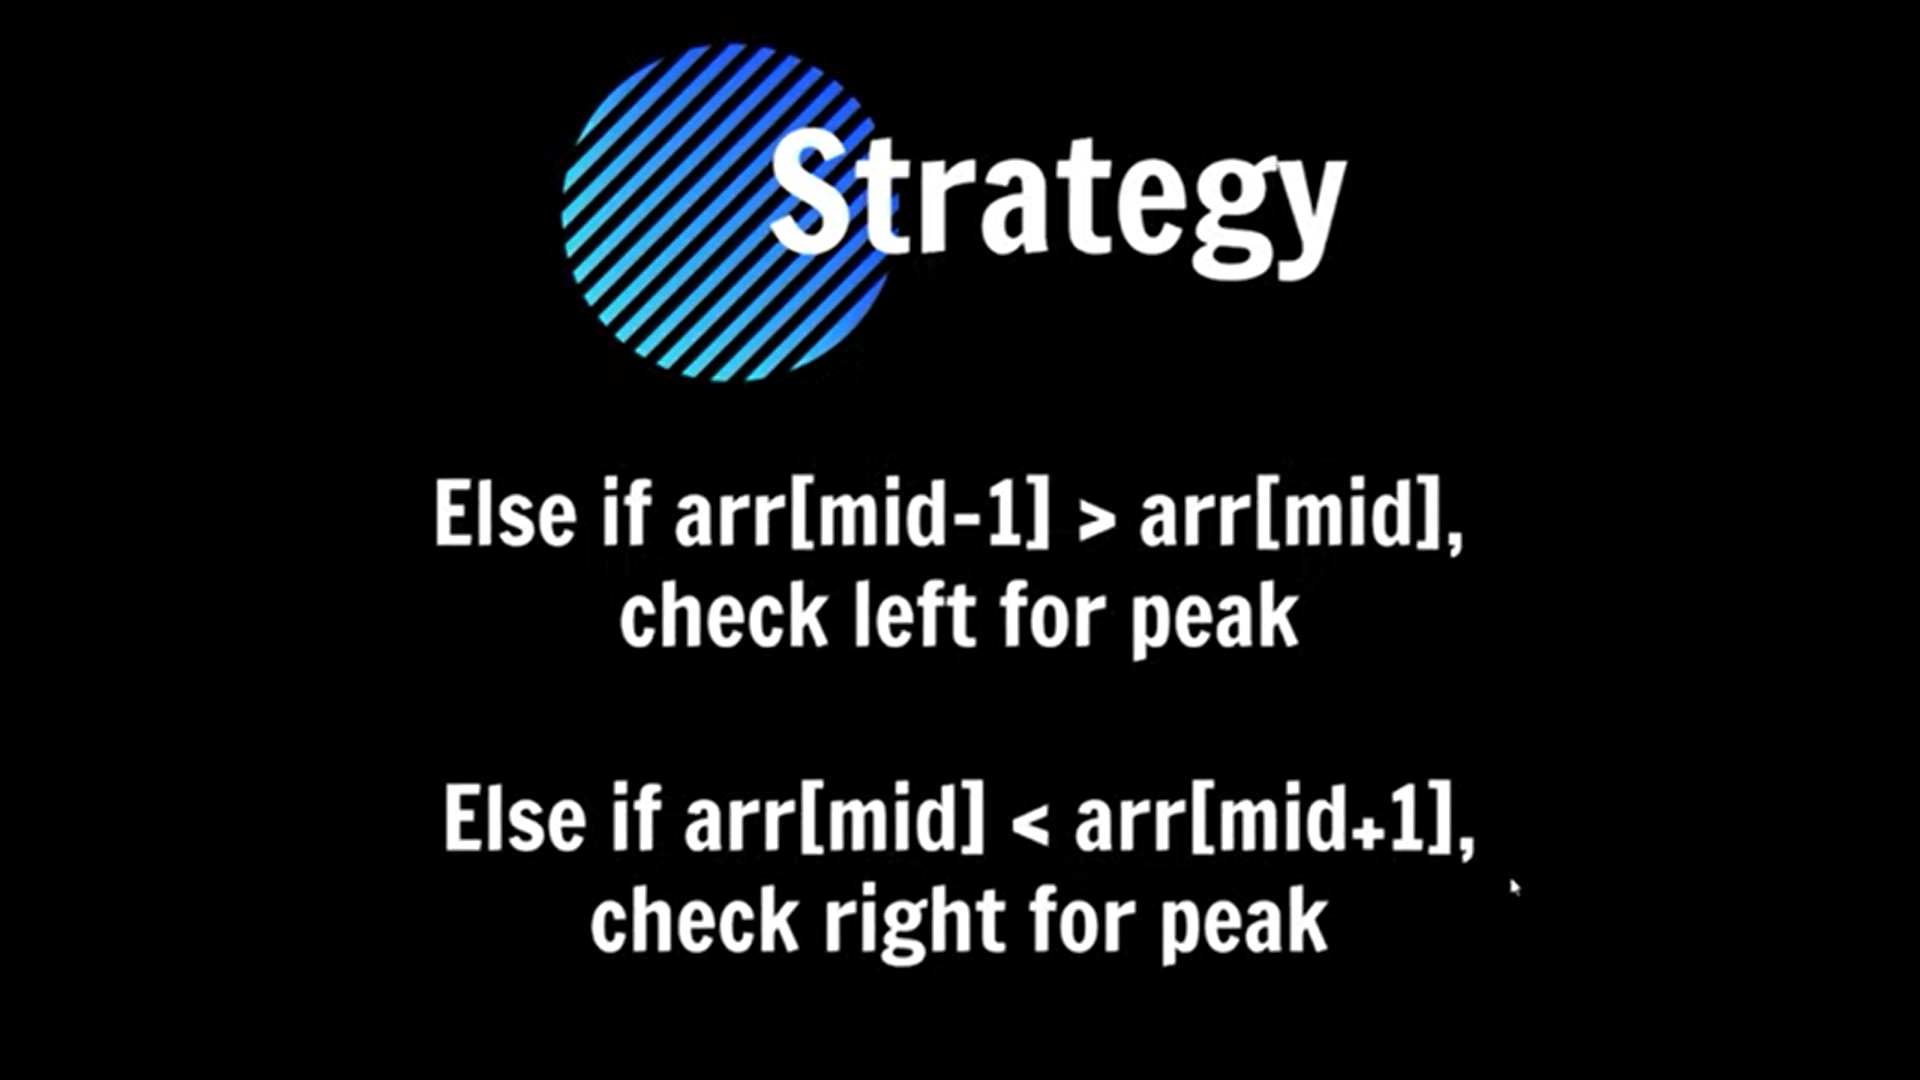 Strategy
Else if arr[mid-1] > arr[mid],
check left for peak
Else if arr[mid] < arr[mid+1],
check right for peak